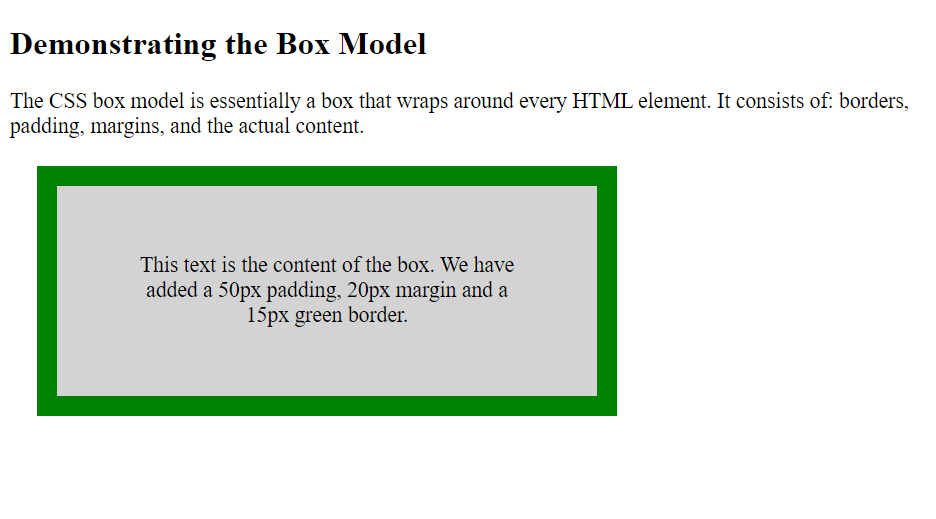 Demonstrating the Box Model
The CSS box model is essentially a box that wraps around every HTML element. It consists of: borders,
padding, margins, and the actual content.
This text is the content of the box. We have
added a 50px padding, 20px margin and a
15px green border.